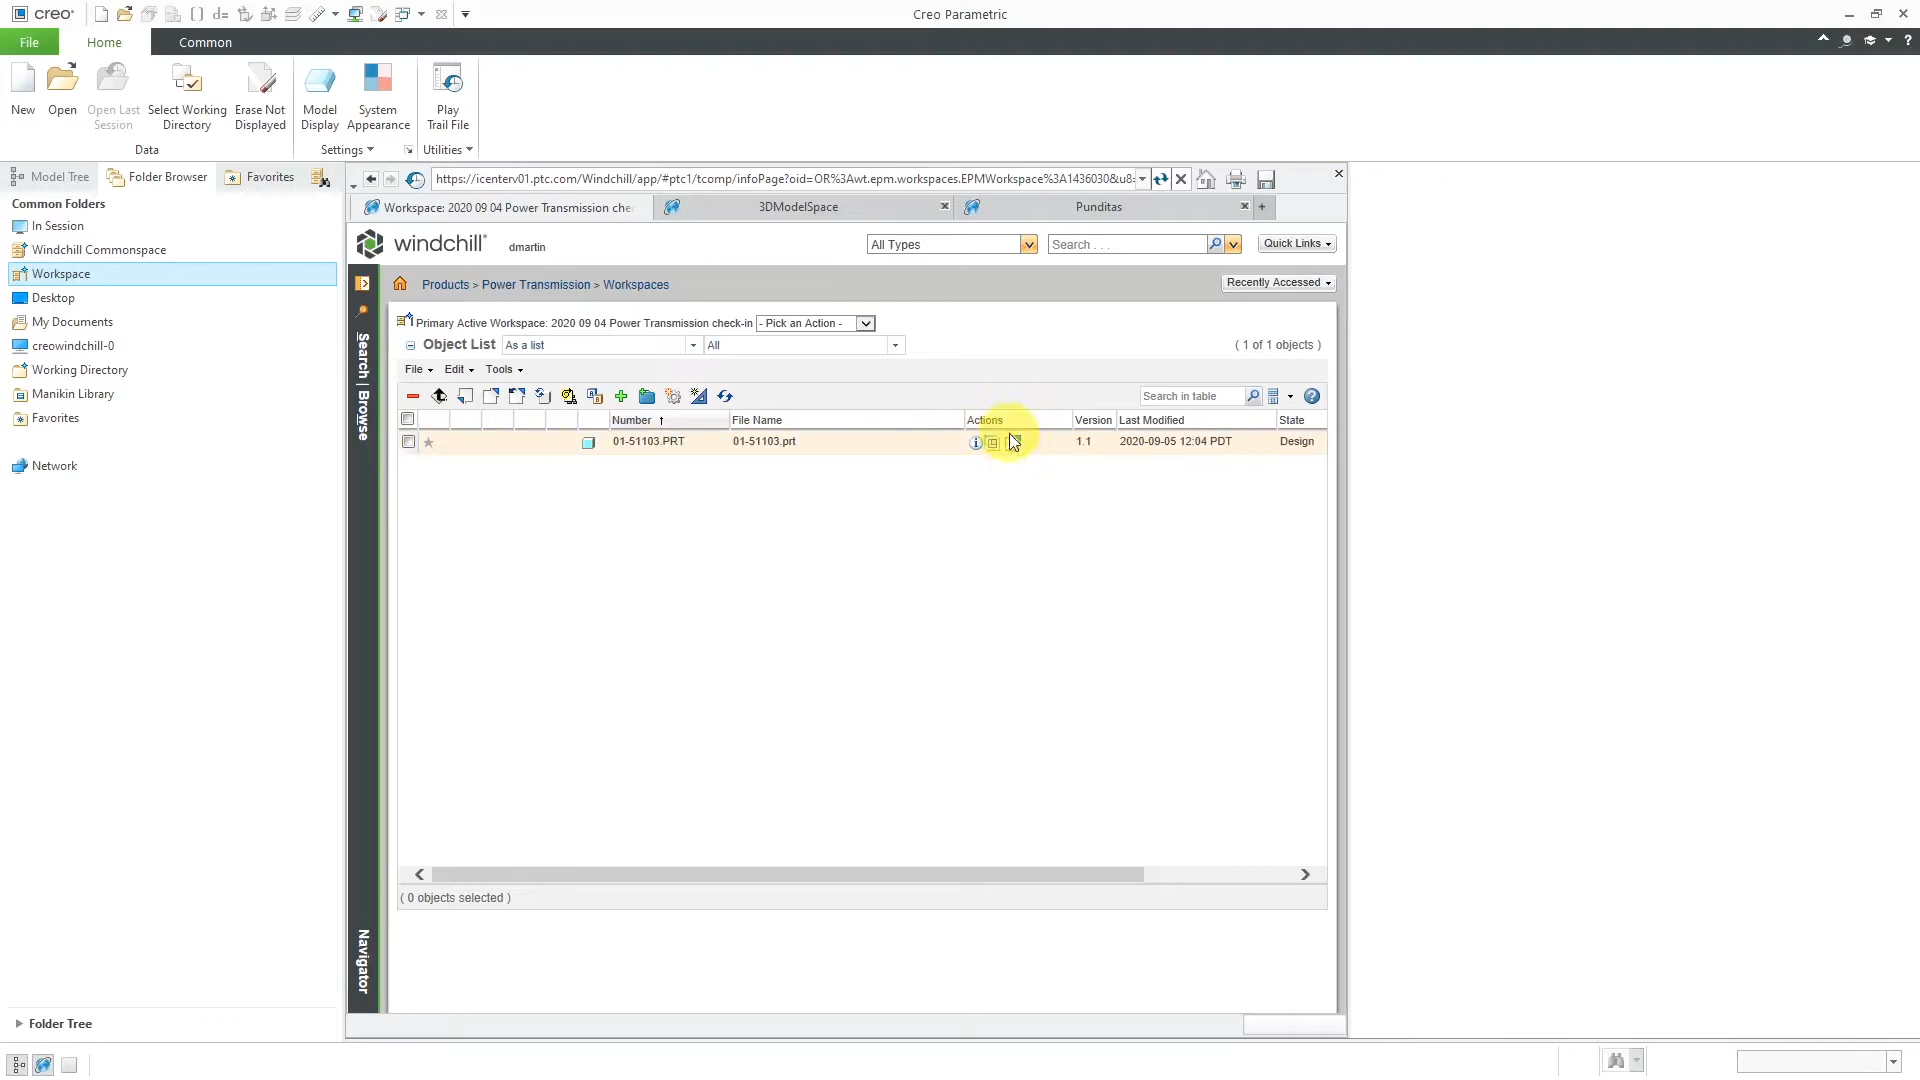 creo
Creo Parametric
File Home Common
New Open Open Last Session Select Working Directory Erase Not Displayed Model Display System Appearance Play Trail File
Data Settings Utilities
Model Tree Folder Browser Favorites
Common Folders
In Session
Windchill Commonspace
Workspace
Desktop
My Documents
creowindchill-0
Working Directory
Manikin Library
Favorites
Network
Folder Tree
https://icenterv01.ptc.com/Windchill/app/#ptc1/tcomp/infoPage?oid=OR%3Awt.epm.workspaces.EPMWorkspace%3A1436030&u8=
Workspace: 2020 09 04 Power Transmission che 3DModelSpace Punditas +
windchill dmartin All Types Search . . . Quick Links
Products > Power Transmission > Workspaces Recently Accessed
Search | Browse
Navigator
Primary Active Workspace: 2020 09 04 Power Transmission check-in - Pick an Action -
Object List As a list All ( 1 of 1 objects )
File Edit Tools
Search in table
Number ↑ File Name Actions Version Last Modified State
01-51103.PRT 01-51103.prt 1.1 2020-09-05 12:04 PDT Design
( 0 objects selected )